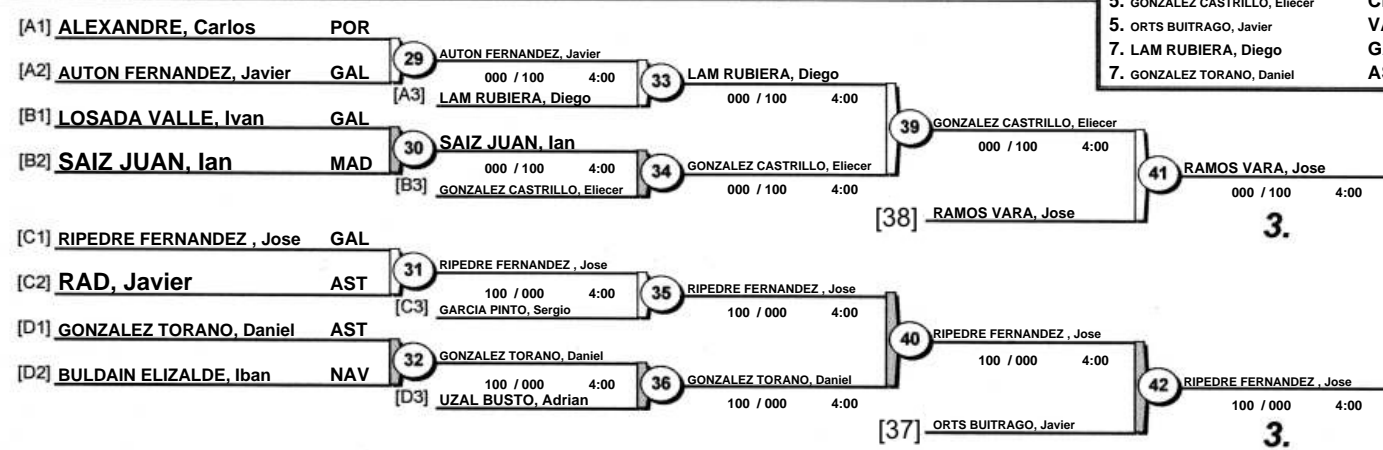 5. GONZALEZ CASTRILLO, Eliecer
5. ORTS BUITRAGO, Javier
7. LAM RUBIERA, Diego
7. GONZALEZ TORANO, Daniel
[A1] ALEXANDRE, Carlos POR
[A2] AUTON FERNANDEZ, Javier GAL
[B1] LOSADA VALLE, Ivan GAL
[B2] SAIZ JUAN, Ian MAD
[C1] RIPEDRE FERNANDEZ , Jose GAL
[C2] RAD, Javier AST
[D1] GONZALEZ TORANO, Daniel AST
[D2] BULDAIN ELIZALDE, Iban NAV
29
AUTON FERNANDEZ, Javier
000 / 100 4:00
[A3] LAM RUBIERA, Diego
30
SAIZ JUAN, Ian
000 / 100 4:00
[B3] GONZALEZ CASTRILLO, Eliecer
31
RIPEDRE FERNANDEZ , Jose
100 / 000 4:00
[C3] GARCIA PINTO, Sergio
32
GONZALEZ TORANO, Daniel
100 / 000 4:00
[D3] UZAL BUSTO, Adrian
33
LAM RUBIERA, Diego
000 / 100 4:00
34
GONZALEZ CASTRILLO, Eliecer
000 / 100 4:00
35
RIPEDRE FERNANDEZ , Jose
100 / 000 4:00
36
GONZALEZ TORANO, Daniel
100 / 000 4:00
39
GONZALEZ CASTRILLO, Eliecer
000 / 100 4:00
[38] RAMOS VARA, Jose
40
RIPEDRE FERNANDEZ , Jose
100 / 000 4:00
[37] ORTS BUITRAGO, Javier
41
RAMOS VARA, Jose
000 / 100 4:00
3.
42
RIPEDRE FERNANDEZ , Jose
100 / 000 4:00
3.